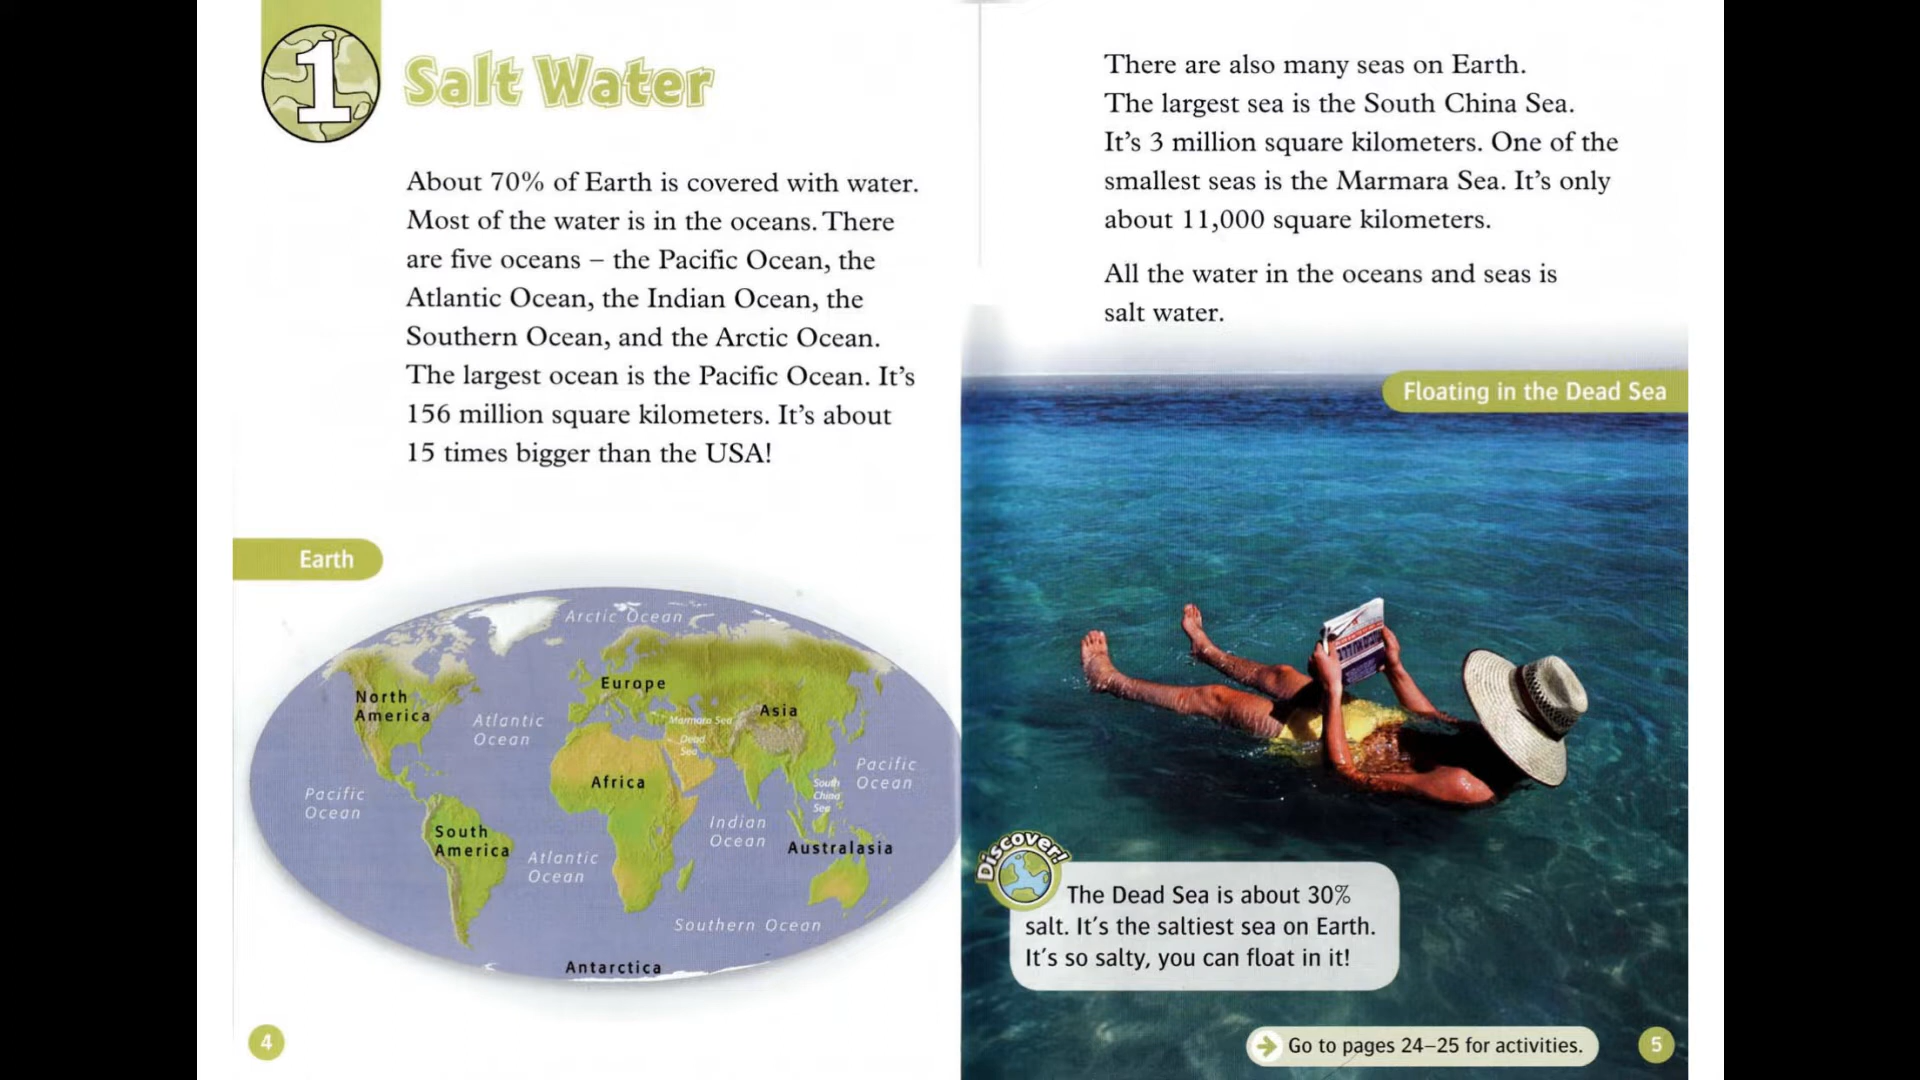 1
Salt Water
About 70% of Earth is covered with water.
Most of the water is in the oceans. There
are five oceans – the Pacific Ocean, the
Atlantic Ocean, the Indian Ocean, the
Southern Ocean, and the Arctic Ocean.
The largest ocean is the Pacific Ocean. It's
156 million square kilometers. It's about
15 times bigger than the USA!
Earth
Arctic Ocean
North
America
Atlantic
Ocean
Europe
Asia
Marmara Sea
Dead
Sea
Africa
Pacific
Ocean
South
China
Sea
Pacific
Ocean
South
America
Atlantic
Ocean
Indian
Ocean
Australasia
Southern Ocean
Antarctica
4
There are also many seas on Earth.
The largest sea is the South China Sea.
It's 3 million square kilometers. One of the
smallest seas is the Marmara Sea. It's only
about 11,000 square kilometers.
All the water in the oceans and seas is
salt water.
Floating in the Dead Sea
Discover!
The Dead Sea is about 30%
salt. It's the saltiest sea on Earth.
It's so salty, you can float in it!
Go to pages 24–25 for activities.
5